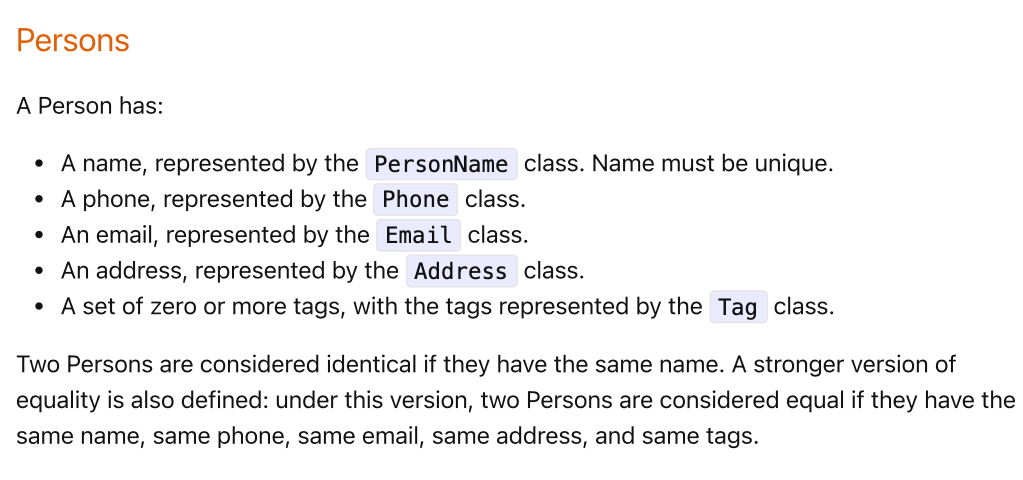 Persons
A Person has:
• A name, represented by the PersonName class. Name must be unique.
• A phone, represented by the Phone class.
• An email, represented by the Email class.
• An address, represented by the Address class.
• A set of zero or more tags, with the tags represented by the Tag class.
Two Persons are considered identical if they have the same name. A stronger version of
equality is also defined: under this version, two Persons are considered equal if they have the
same name, same phone, same email, same address, and same tags.